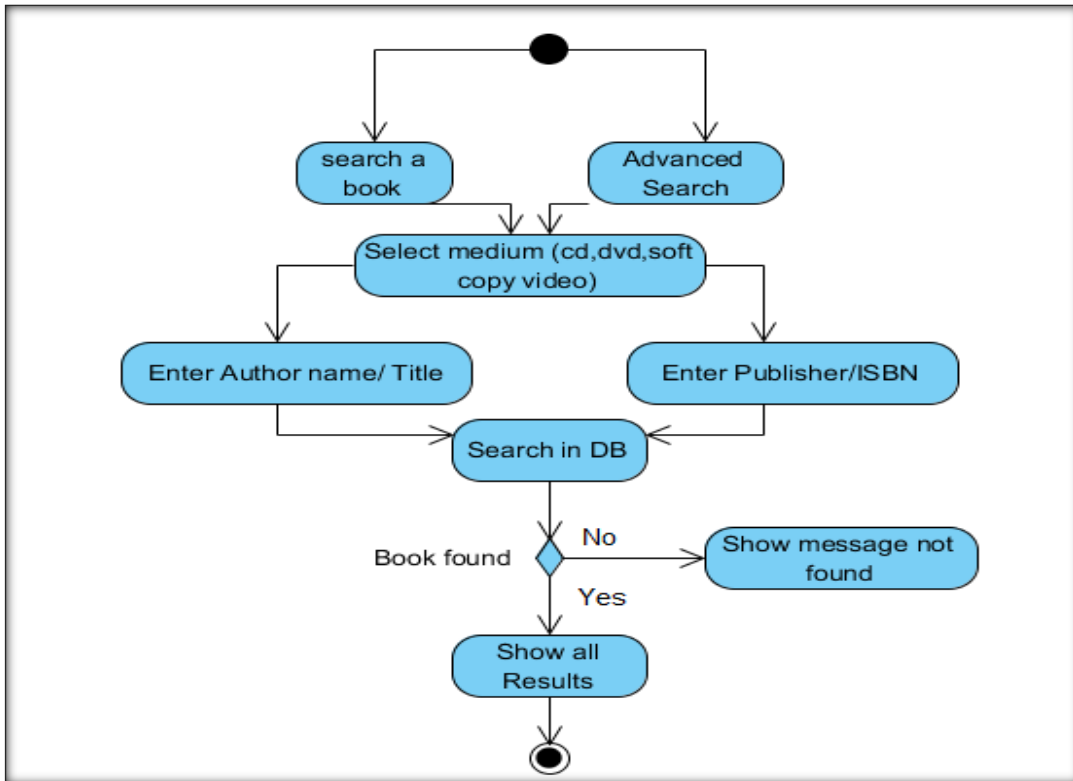 search a
book
Advanced
Search
Select medium (cd,dvd,soft
copy video)
Enter Author name/ Title
Enter Publisher/ISBN
Search in DB
Book found
No
Show message not
found
Yes
Show all
Results